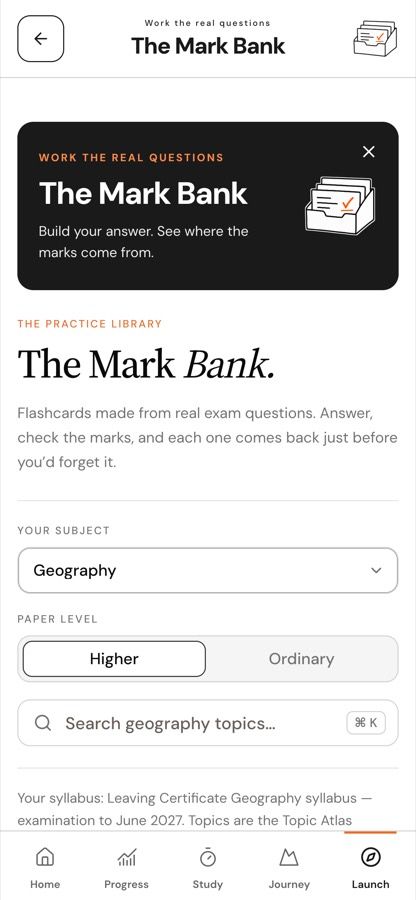 Work the real questions
The Mark Bank
WORK THE REAL QUESTIONS
The Mark Bank
Build your answer. See where the
marks come from.
THE PRACTICE LIBRARY
The Mark Bank.
Flashcards made from real exam questions. Answer,
check the marks, and each one comes back just before
you’d forget it.
YOUR SUBJECT
Geography
PAPER LEVEL
Higher
Ordinary
Search geography topics…
⌘ K
Your syllabus: Leaving Certificate Geography syllabus —
examination to June 2027. Topics are the Topic Atlas
Home
Progress
Study
Journey
Launch